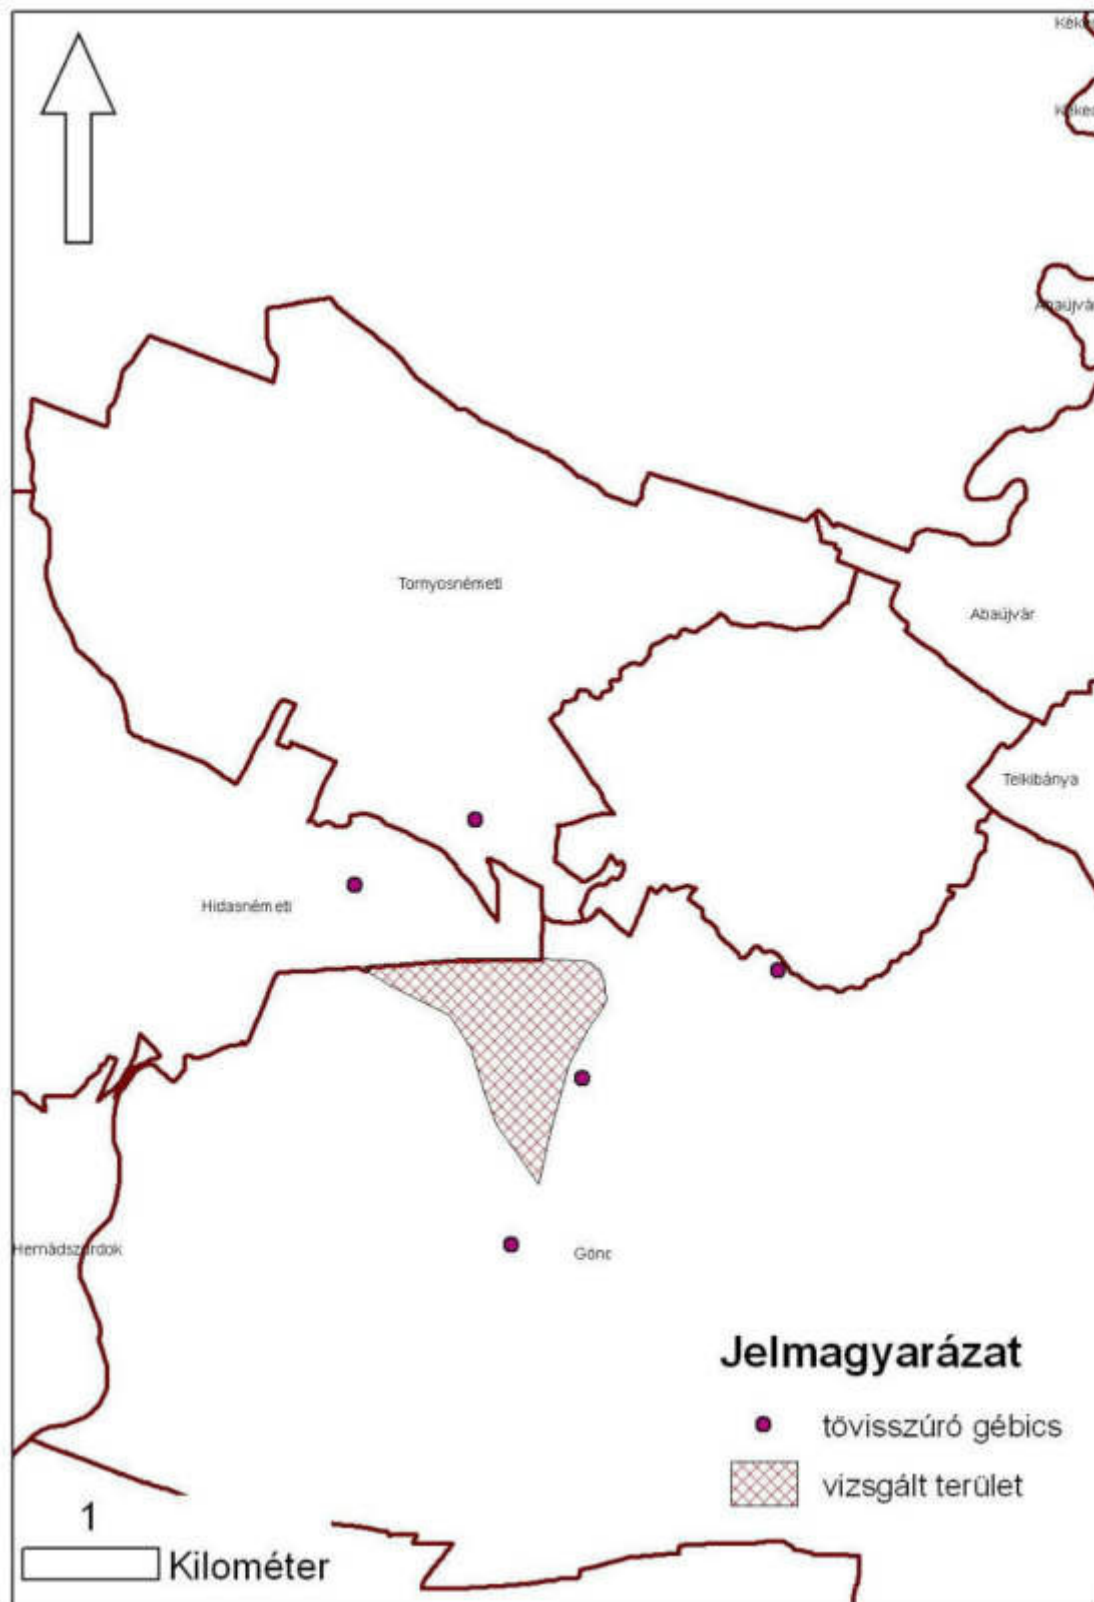 Tornyosnémeti
Abaújvár
Telkibánya
Hidasnémeti
Hernádszurdok
Gönc
Jelmagyarázat
tövisszúró gébics
vizsgált terület
1
Kilométer